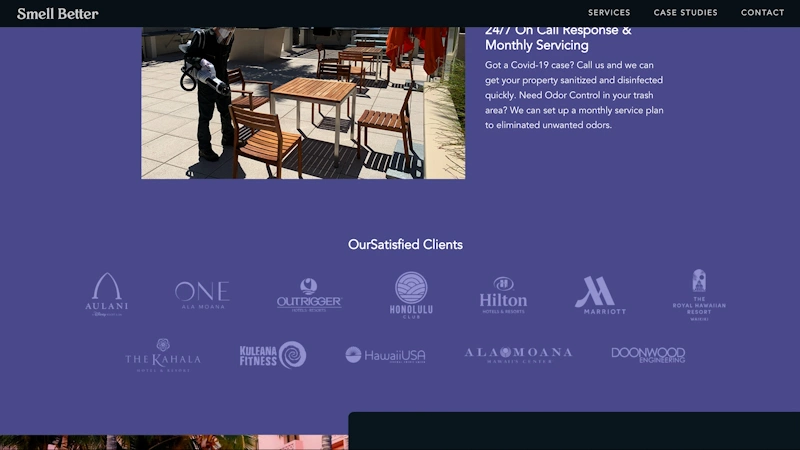 Smell Better
SERVICES
CASE STUDIES
CONTACT
24/7 On Call Response &
Monthly Servicing
Got a Covid-19 case? Call us and we can
get your property sanitized and disinfected
quickly. Need Odor Control in your trash
area? We can set up a monthly service plan
to eliminated unwanted odors.
OurSatisfied Clients
AULANI
ONE
ALA MOANA
OUTRIGGER
HOTELS · RESORTS
HONOLULU
CLUB
Hilton
HOTELS & RESORTS
MARRIOTT
THE
ROYAL HAWAIIAN
RESORT
WAIKIKI
THE KAHALA
HOTEL & RESORT
KULEANA
FITNESS
HawaiiUSA
ALA MOANA
HAWAI'I'S CENTER
DOONWOOD
ENGINEERING